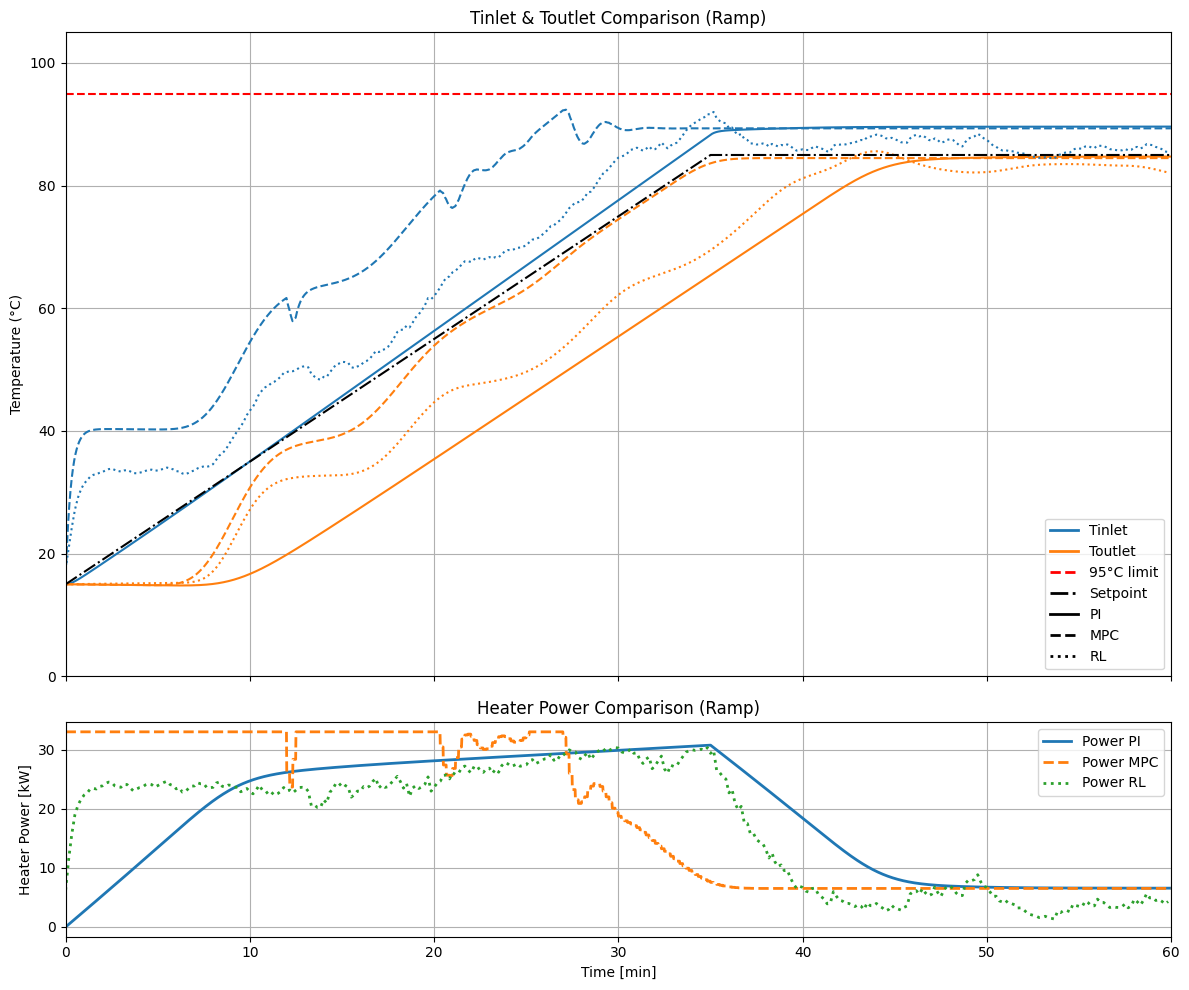 Tinlet & Toutlet Comparison (Ramp)
100
80
60
40
20
0
Temperature (°C)
Tinlet
Toutlet
95°C limit
Setpoint
PI
MPC
RL
Heater Power Comparison (Ramp)
30
20
10
0
Heater Power [kW]
Power PI
Power MPC
Power RL
0
10
20
30
40
50
60
Time [min]